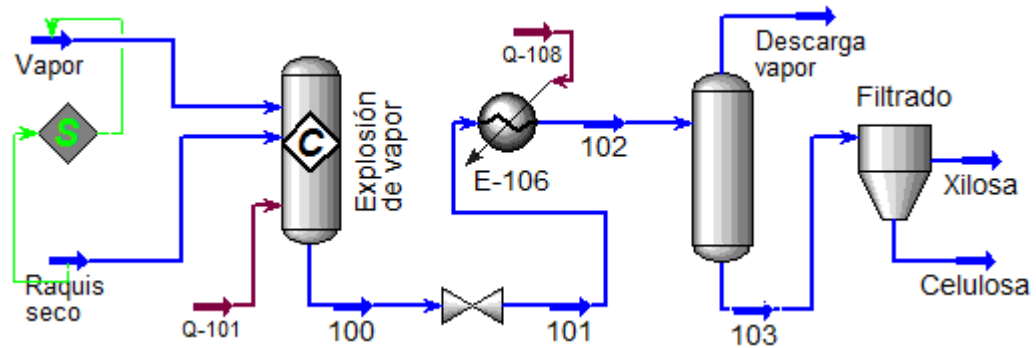 Vapor
S
Raquis
seco
Q-101
C
Explosión
de vapor
100
101
Q-108
E-106
102
Descarga
vapor
103
Filtrado
Xilosa
Celulosa